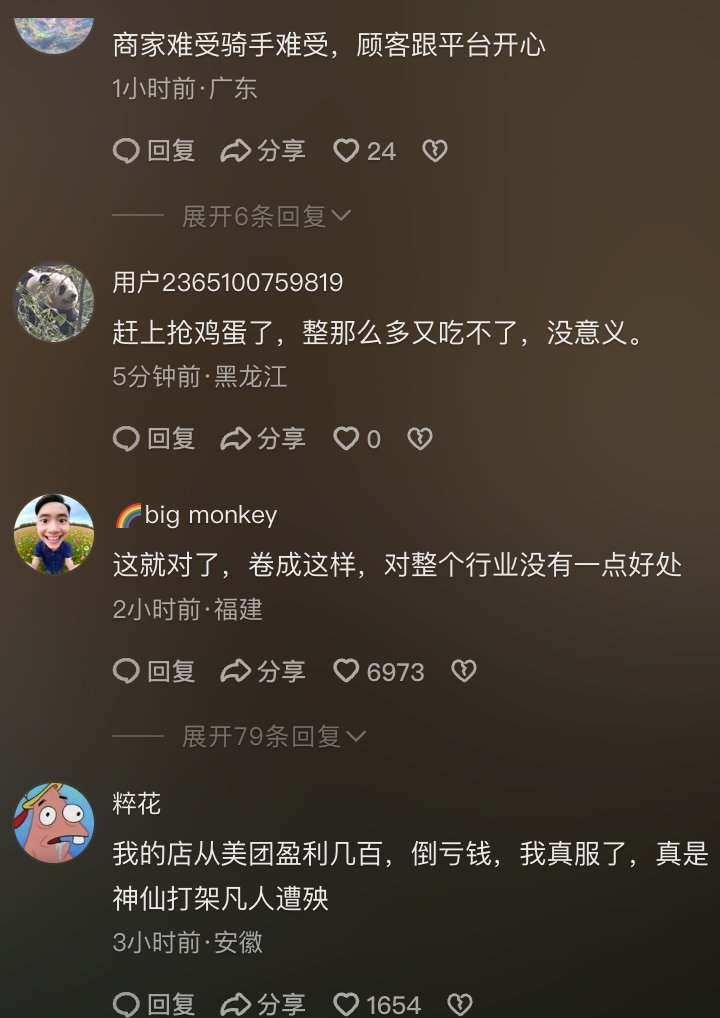 商家难受骑手难受，顾客跟平台开心
1小时前·广东
回复 分享 24
展开6条回复
用户2365100759819
赶上抢鸡蛋了，整那么多又吃不了，没意义。
5分钟前·黑龙江
回复 分享 0
🌈big monkey
这就对了，卷成这样，对整个行业没有一点好处
2小时前·福建
回复 分享 6973
展开79条回复
粹花
我的店从美团盈利几百，倒亏钱，我真服了，真是
神仙打架凡人遭殃
3小时前·安徽
回复 分享 1654